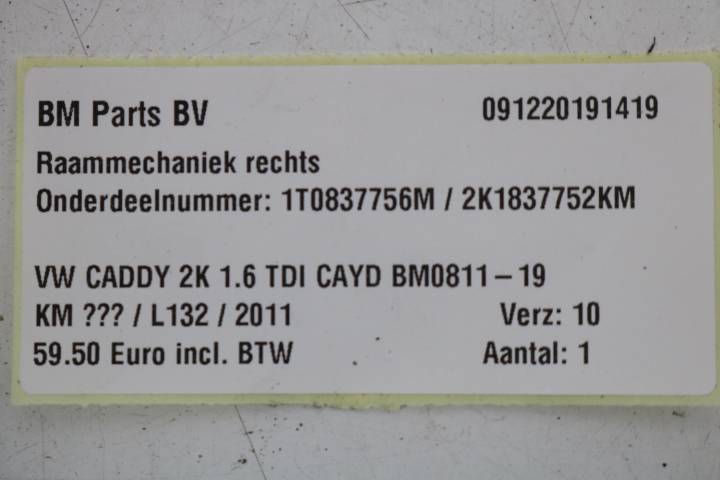 BM Parts BV 091220191419
Raammechaniek rechts
Onderdeelnummer: 1T0837756M / 2K1837752KM
VW CADDY 2K 1.6 TDI CAYD BM0811-19
KM ??? / L132 / 2011 Verz: 10
59.50 Euro incl. BTW Aantal: 1